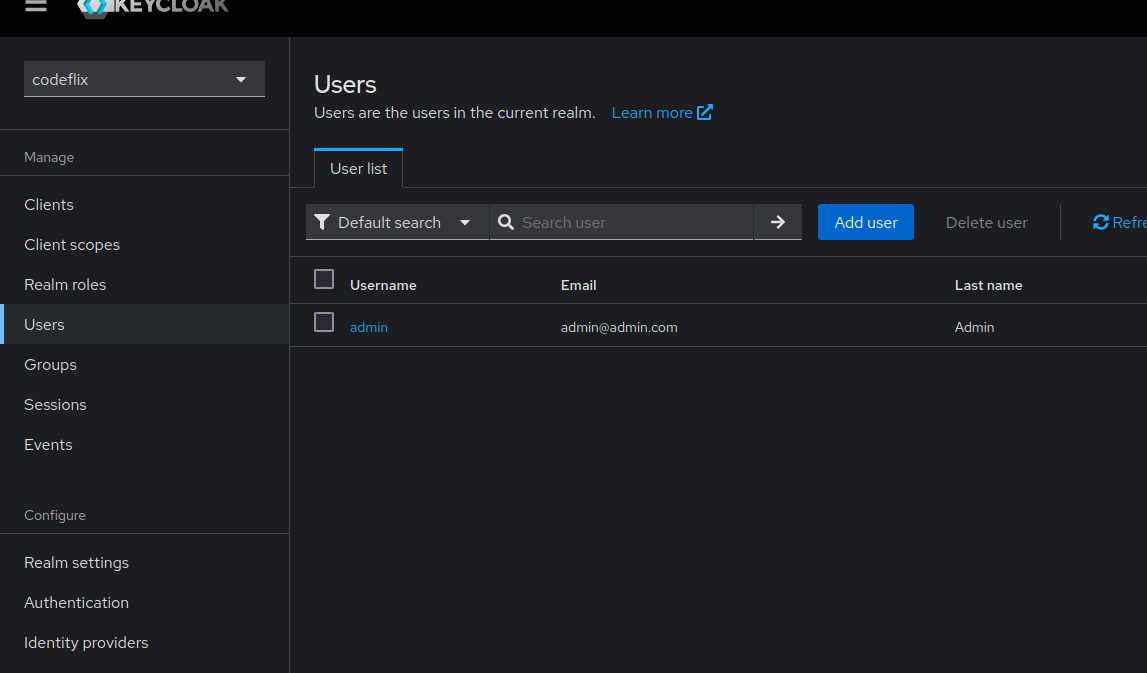 KEYCLOAK
codeflix
Manage
Clients
Client scopes
Realm roles
Users
Groups
Sessions
Events
Configure
Realm settings
Authentication
Identity providers
Users
Users are the users in the current realm. Learn more
User list
Default search Search user Add user Delete user Refre
Username Email Last name
admin admin@admin.com Admin